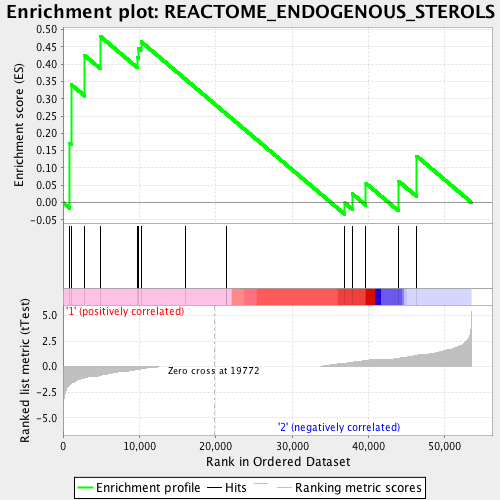 Enrichment plot: REACTOME_ENDOGENOUS_STEROLS
Enrichment score (ES)
0.50
0.45
0.40
0.35
0.30
0.25
0.20
0.15
0.10
0.05
0.00
-0.05
'1' (positively correlated)
Ranked list metric (tTest)
5.0
2.5
0.0
-2.5
-5.0
Zero cross at 19772
'2' (negatively correlated)
0
10,000
20,000
30,000
40,000
50,000
Rank in Ordered Dataset
Enrichment profile
Hits
Ranking metric scores